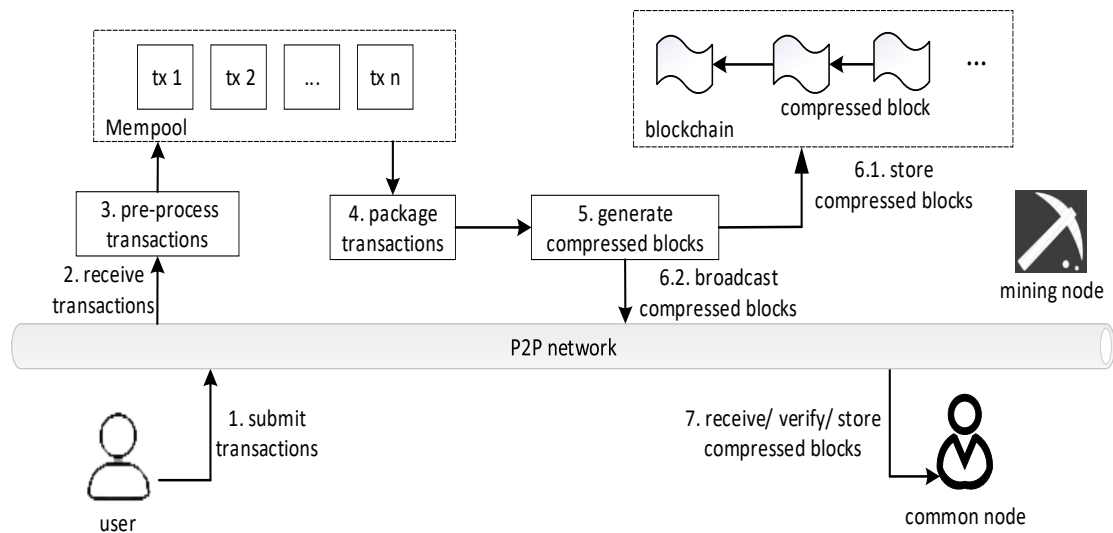 tx 1
tx 2
...
tx n
Mempool
compressed block
...
blockchain
3. pre-process
transactions
4. package
transactions
5. generate
compressed blocks
6.1. store
compressed blocks
2. receive
transactions
6.2. broadcast
compressed blocks
mining node
P2P network
1. submit
transactions
7. receive/ verify/ store
compressed blocks
user
common node